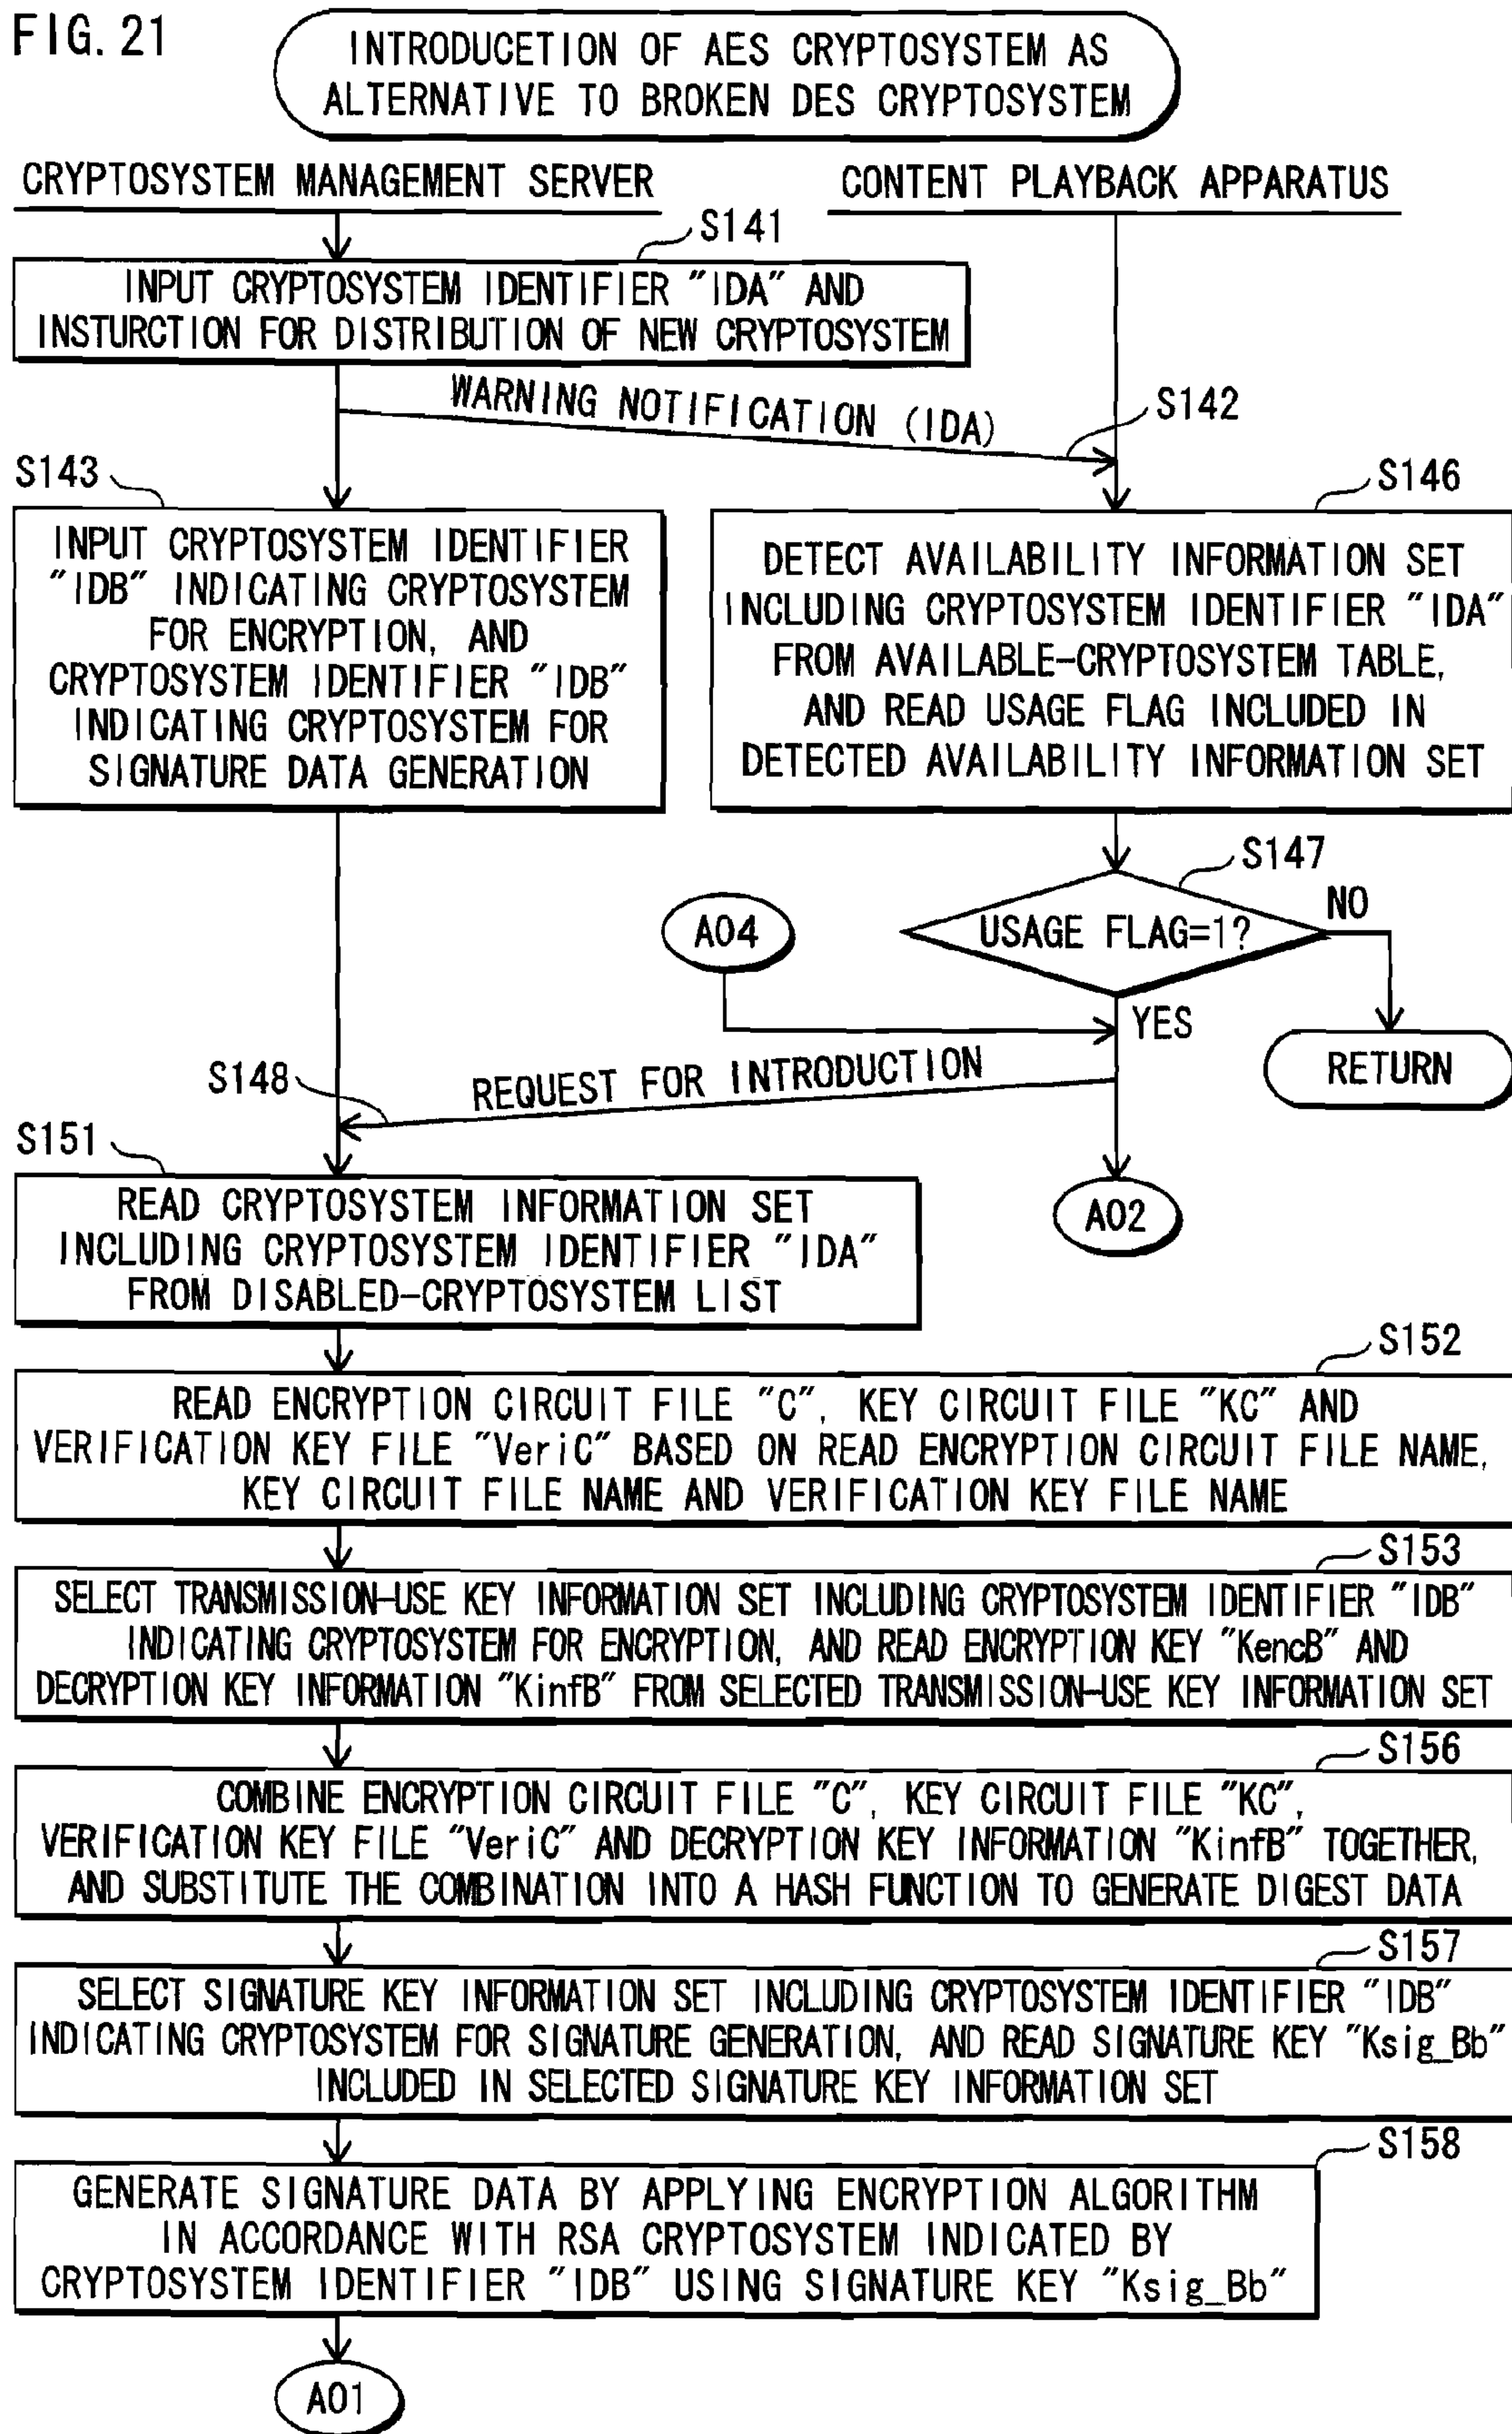 FIG. 21
INTRODUCETION OF AES CRYPTOSYSTEM AS
ALTERNATIVE TO BROKEN DES CRYPTOSYSTEM
CRYPTOSYSTEM MANAGEMENT SERVER
CONTENT PLAYBACK APPARATUS
S141
INPUT CRYPTOSYSTEM IDENTIFIER "IDA" AND
INSTURCTION FOR DISTRIBUTION OF NEW CRYPTOSYSTEM
WARNING NOTIFICATION (IDA)
S142
S143
INPUT CRYPTOSYSTEM IDENTIFIER
"IDB" INDICATING CRYPTOSYSTEM
FOR ENCRYPTION, AND
CRYPTOSYSTEM IDENTIFIER "IDB"
INDICATING CRYPTOSYSTEM FOR
SIGNATURE DATA GENERATION
S146
DETECT AVAILABILITY INFORMATION SET
INCLUDING CRYPTOSYSTEM IDENTIFIER "IDA"
FROM AVAILABLE-CRYPTOSYSTEM TABLE,
AND READ USAGE FLAG INCLUDED IN
DETECTED AVAILABILITY INFORMATION SET
S147
USAGE FLAG=1?
NO
A04
YES
RETURN
S148
REQUEST FOR INTRODUCTION
A02
S151
READ CRYPTOSYSTEM INFORMATION SET
INCLUDING CRYPTOSYSTEM IDENTIFIER "IDA"
FROM DISABLED-CRYPTOSYSTEM LIST
S152
READ ENCRYPTION CIRCUIT FILE "C", KEY CIRCUIT FILE "KC" AND
VERIFICATION KEY FILE "VeriC" BASED ON READ ENCRYPTION CIRCUIT FILE NAME,
KEY CIRCUIT FILE NAME AND VERIFICATION KEY FILE NAME
S153
SELECT TRANSMISSION-USE KEY INFORMATION SET INCLUDING CRYPTOSYSTEM IDENTIFIER "IDB"
INDICATING CRYPTOSYSTEM FOR ENCRYPTION, AND READ ENCRYPTION KEY "KencB" AND
DECRYPTION KEY INFORMATION "KinfB" FROM SELECTED TRANSMISSION-USE KEY INFORMATION SET
S156
COMBINE ENCRYPTION CIRCUIT FILE "C", KEY CIRCUIT FILE "KC",
VERIFICATION KEY FILE "VeriC" AND DECRYPTION KEY INFORMATION "KinfB" TOGETHER,
AND SUBSTITUTE THE COMBINATION INTO A HASH FUNCTION TO GENERATE DIGEST DATA
S157
SELECT SIGNATURE KEY INFORMATION SET INCLUDING CRYPTOSYSTEM IDENTIFIER "IDB"
INDICATING CRYPTOSYSTEM FOR SIGNATURE GENERATION, AND READ SIGNATURE KEY "Ksig_Bb"
INCLUDED IN SELECTED SIGNATURE KEY INFORMATION SET
S158
GENERATE SIGNATURE DATA BY APPLYING ENCRYPTION ALGORITHM
IN ACCORDANCE WITH RSA CRYPTOSYSTEM INDICATED BY
CRYPTOSYSTEM IDENTIFIER "IDB" USING SIGNATURE KEY "Ksig_Bb"
A01